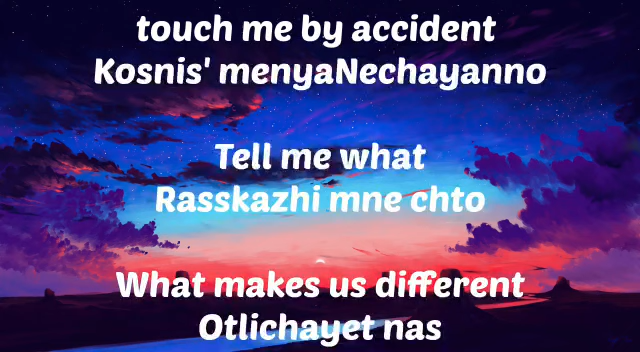 touch me by accident
Kosnis' menyaNechayanno
Tell me what
Rasskazhi mne chto
What makes us different
Otlichayet nas